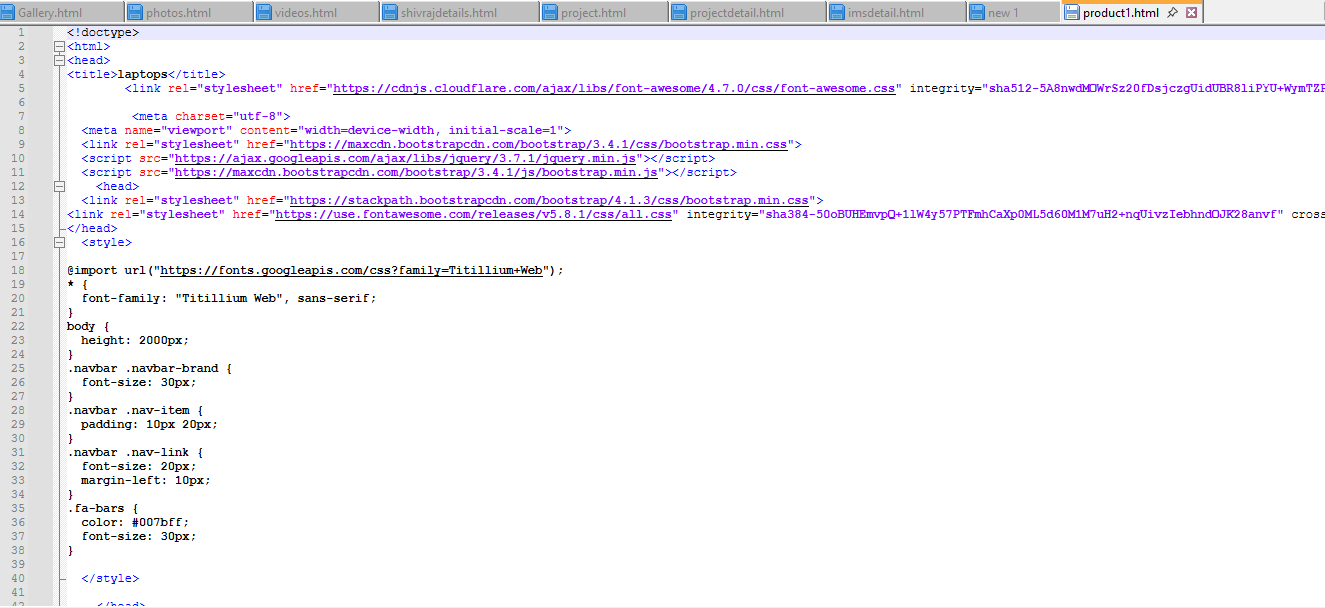 Gallery.html photos.html videos.html shivrajdetails.html project.html projectdetail.html imsdetail.html new 1 product1.html
1 <!doctype>
2 <html>
3 <head>
4 <title>laptops</title>
5 <link rel="stylesheet" href="https://cdnjs.cloudflare.com/ajax/libs/font-awesome/4.7.0/css/font-awesome.css" integrity="sha512-5A8nwdMOWrSz20fDsjczgUidUBR8liPYU+WymTZP
6
7 <meta charset="utf-8">
8 <meta name="viewport" content="width=device-width, initial-scale=1">
9 <link rel="stylesheet" href="https://maxcdn.bootstrapcdn.com/bootstrap/3.4.1/css/bootstrap.min.css">
10 <script src="https://ajax.googleapis.com/ajax/libs/jquery/3.7.1/jquery.min.js"></script>
11 <script src="https://maxcdn.bootstrapcdn.com/bootstrap/3.4.1/js/bootstrap.min.js"></script>
12 <head>
13 <link rel="stylesheet" href="https://stackpath.bootstrapcdn.com/bootstrap/4.1.3/css/bootstrap.min.css">
14 <link rel="stylesheet" href="https://use.fontawesome.com/releases/v5.8.1/css/all.css" integrity="sha384-50oBUHEmvpQ+1lW4y57PTFmhCaXp0ML5d60M1M7uH2+nqUivzIebhndOJK28anvf" cross
15 </head>
16 <style>
17
18 @import url("https://fonts.googleapis.com/css?family=Titillium+Web");
19 * {
20 font-family: "Titillium Web", sans-serif;
21 }
22 body {
23 height: 2000px;
24 }
25 .navbar .navbar-brand {
26 font-size: 30px;
27 }
28 .navbar .nav-item {
29 padding: 10px 20px;
30 }
31 .navbar .nav-link {
32 font-size: 20px;
33 margin-left: 10px;
34 }
35 .fa-bars {
36 color: #007bff;
37 font-size: 30px;
38 }
39
40 </style>
41
42 </head>